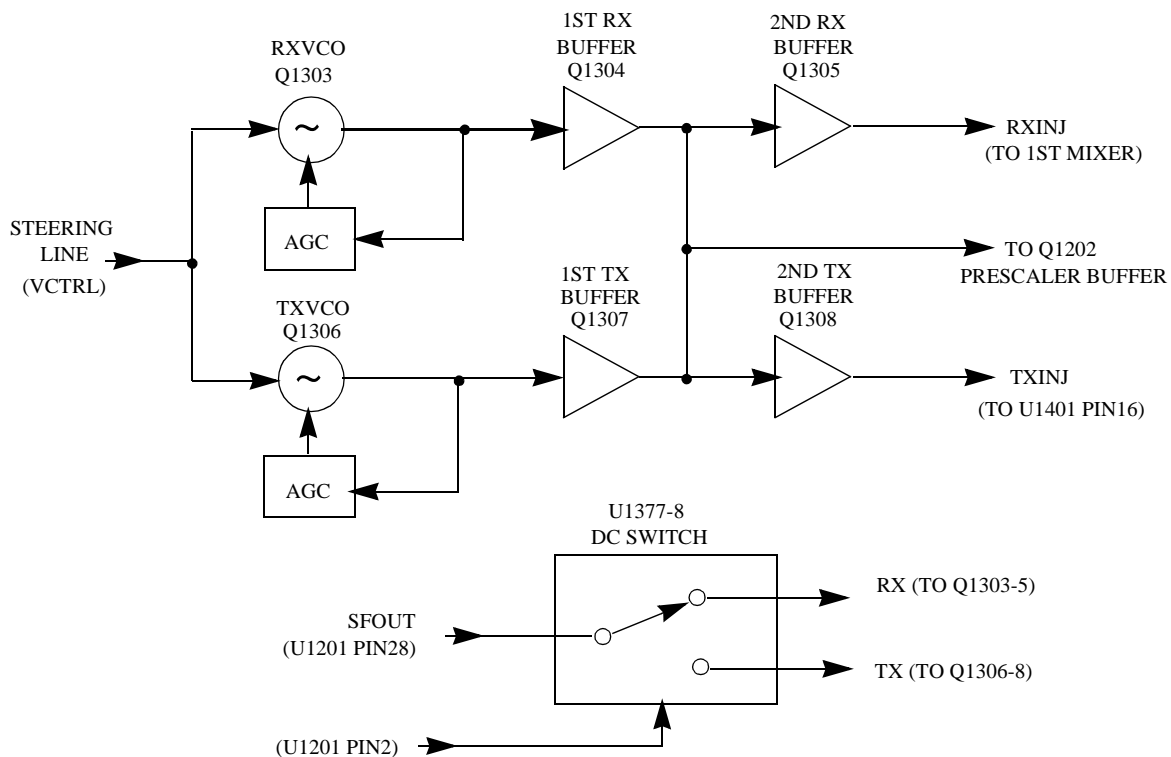 RXVCO
Q1303
1ST RX
BUFFER
Q1304
2ND RX
BUFFER
Q1305
~
RXINJ
(TO 1ST MIXER)
AGC
STEERING
LINE
(VCTRL)
TO Q1202
PRESCALER BUFFER
TXVCO
Q1306
1ST TX
BUFFER
Q1307
2ND TX
BUFFER
Q1308
~
TXINJ
(TO U1401 PIN16)
AGC
U1377-8
DC SWITCH
SFOUT
(U1201 PIN28)
RX (TO Q1303-5)
TX (TO Q1306-8)
(U1201 PIN2)